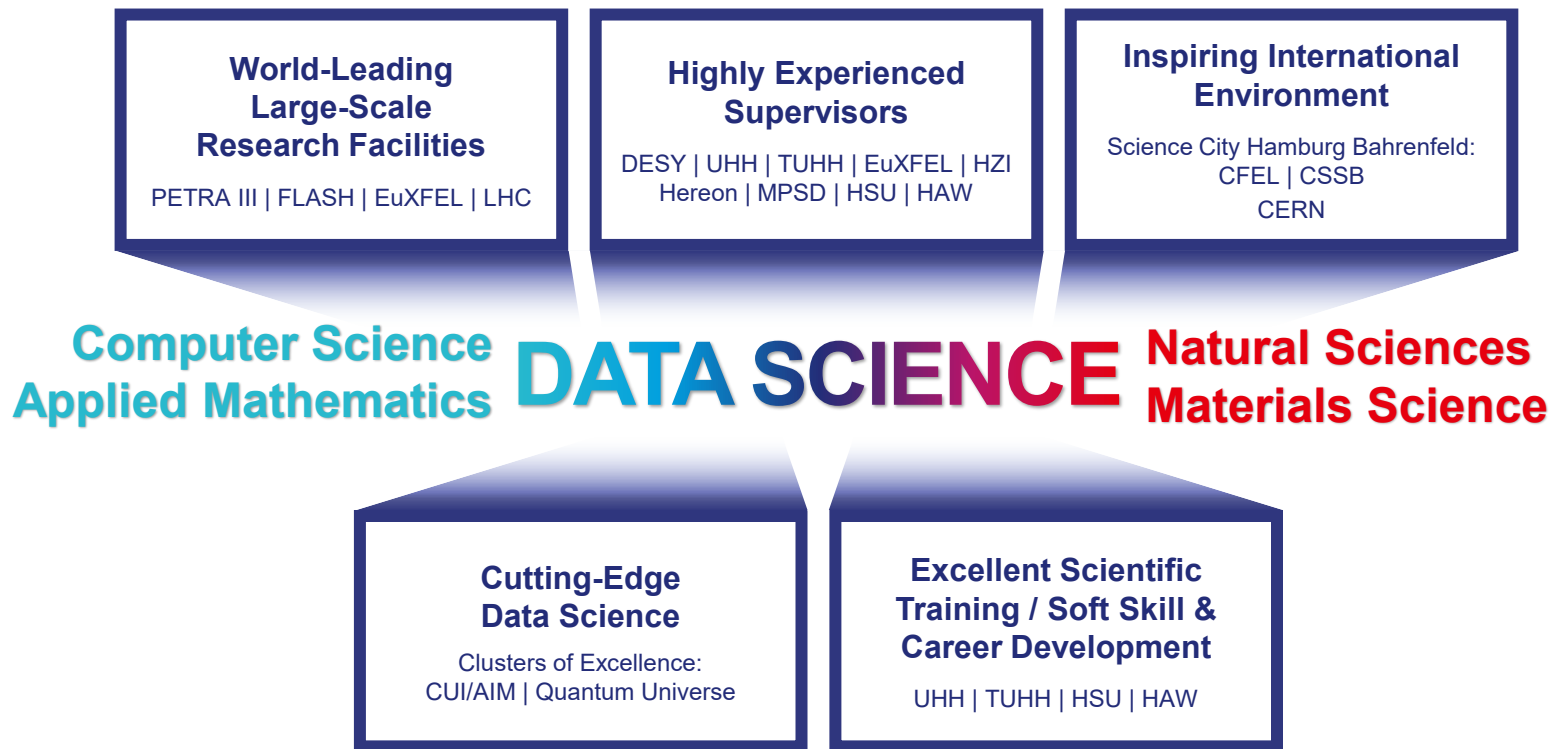 World-Leading
Large-Scale
Research Facilities
PETRA III | FLASH | EuXFEL | LHC
Highly Experienced
Supervisors
DESY | UHH | TUHH | EuXFEL | HZI
Hereon | MPSD | HSU | HAW
Inspiring International
Environment
Science City Hamburg Bahrenfeld:
CFEL | CSSB
CERN
Computer Science
Applied Mathematics
DATA SCIENCE
Natural Sciences
Materials Science
Cutting-Edge
Data Science
Clusters of Excellence:
CUI/AIM | Quantum Universe
Excellent Scientific
Training / Soft Skill &
Career Development
UHH | TUHH | HSU | HAW